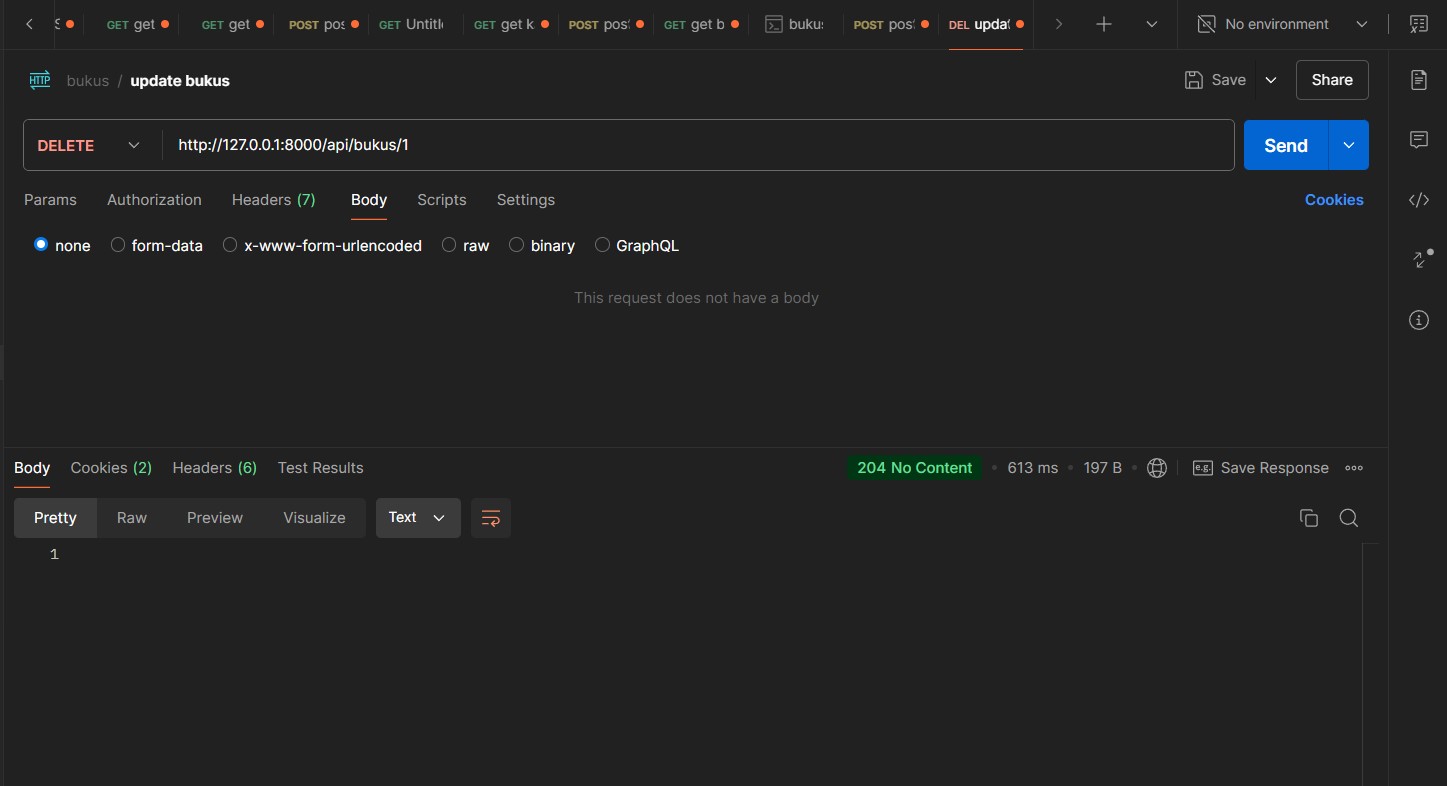 GET get GET get POST pos GET Untitl GET get k POST pos GET get b buku POST pos DEL upda No environment
HTTP bukus / update bukus Save Share
DELETE http://127.0.0.1:8000/api/bukus/1 Send
Params Authorization Headers (7) Body Scripts Settings Cookies
none form-data x-www-form-urlencoded raw binary GraphQL
This request does not have a body
Body Cookies (2) Headers (6) Test Results 204 No Content • 613 ms • 197 B • e.g. Save Response
Pretty Raw Preview Visualize Text
1